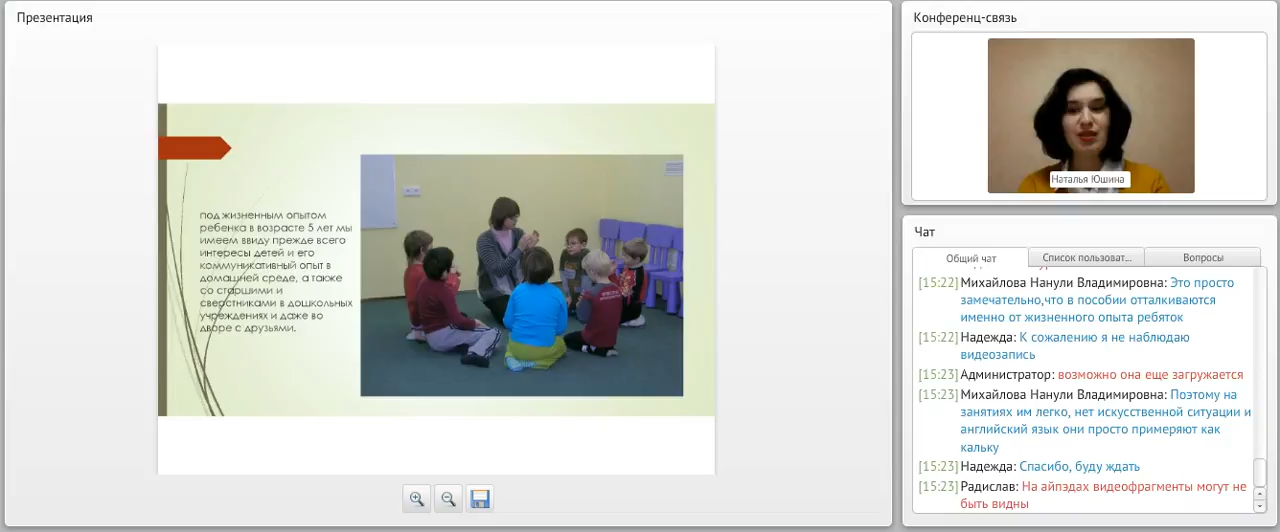 Презентация
под жизненным опытом
ребенка в возрасте 5 лет мы
имеем ввиду прежде всего
интересы детей и его
коммуникативный опыт в
домашней среде, а также
со старшими и
сверстниками в дошкольных
учреждениях и даже во
дворе с друзьями.
Конференц-связь
Наталья Юшина
Чат
Общий чат
Список пользоват...
Вопросы
[15:22] Михайлова Нанули Владимировна: Это просто
замечательно,что в пособии отталкиваются
именно от жизненного опыта ребяток
[15:22] Надежда: К сожалению я не наблюдаю
видеозапись
[15:23] Администратор: возможно она еще загружается
[15:23] Михайлова Нанули Владимировна: Поэтому на
занятиях им легко, нет искусственной ситуации и
английский язык они просто примеряют как
кальку
[15:23] Надежда: Спасибо, буду ждать
[15:23] Радислав: На айпэдах видеофрагменты могут не
быть видны